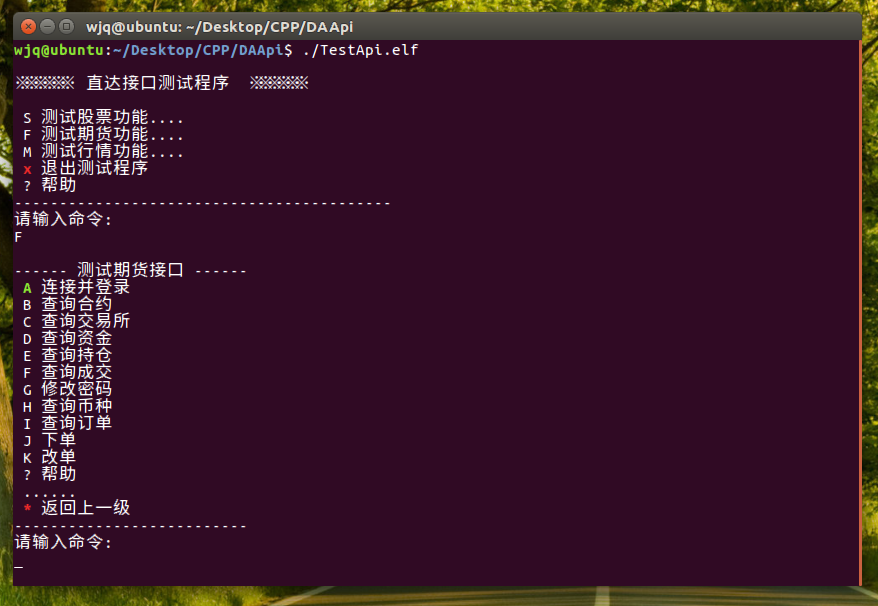 wjq@ubuntu: ~/Desktop/CPP/DAApi
wjq@ubuntu:~/Desktop/CPP/DAApi$ ./TestApi.elf
※※※※※※ 直达接口测试程序 ※※※※※※
S 测试股票功能....
F 测试期货功能....
M 测试行情功能....
x 退出测试程序
? 帮助
-------------------------------------------
请输入命令:
F
------ 测试期货接口 ------
A 连接并登录
B 查询合约
C 查询交易所
D 查询资金
E 查询持仓
F 查询成交
G 修改密码
H 查询币种
I 查询订单
J 下单
K 改单
? 帮助
......
* 返回上一级
--------------------------
请输入命令:
_